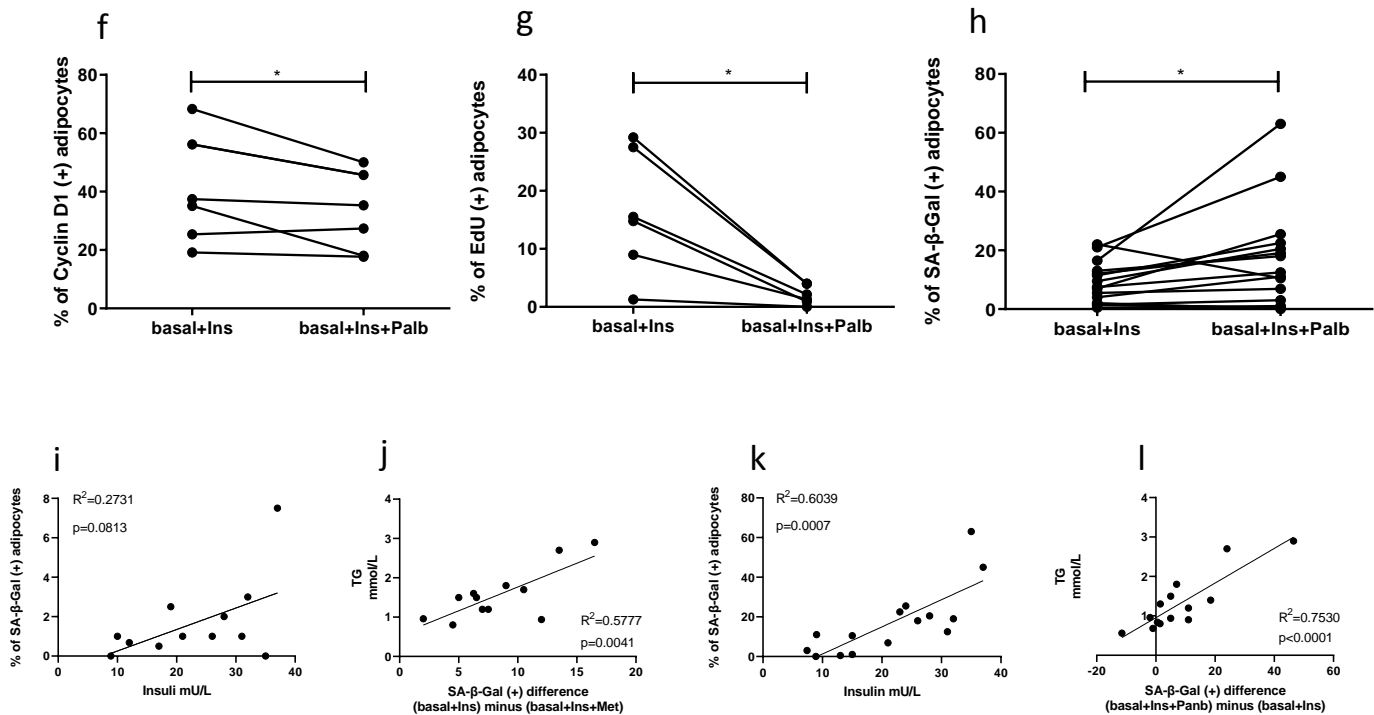 f
% of Cyclin D1 (+) adipocytes
80
60
40
20
0
*
basal+Ins
basal+Ins+Palb
g
% of EdU (+) adipocytes
40
30
20
10
0
*
basal+Ins
basal+Ins+Palb
h
% of SA-β-Gal (+) adipocytes
80
60
40
20
0
*
basal+Ins
basal+Ins+Palb
i
% of SA-β-Gal (+) adipocytes
8
6
4
2
0
R²=0.2731
p=0.0813
0
10
20
30
40
Insuli mU/L
j
TG
mmol/L
4
3
2
1
0
R²=0.5777
p=0.0041
0
5
10
15
20
SA-β-Gal (+) difference
(basal+Ins) minus (basal+Ins+Met)
k
% of SA-β-Gal (+) adipocytes
80
60
40
20
0
R²=0.6039
p=0.0007
0
10
20
30
40
Insulin mU/L
l
TG
mmol/L
4
3
2
1
0
R²=0.7530
p<0.0001
-20
0
20
40
60
SA-β-Gal (+) difference
(basal+Ins+Panb) minus (basal+Ins)